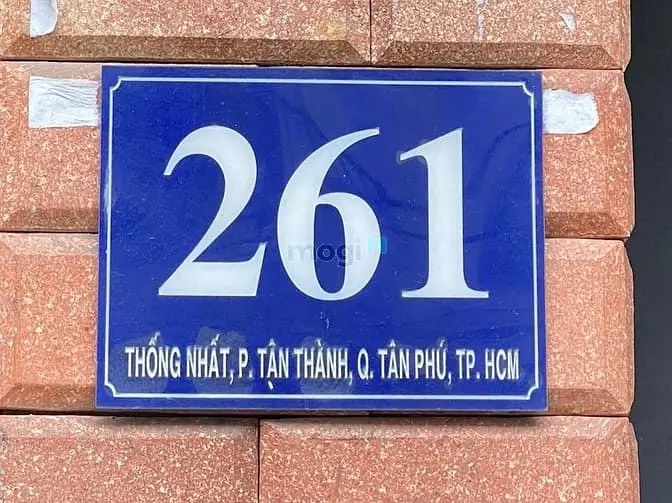 261
mogi
THỐNG NHẤT, P. TÂN THÀNH, Q. TÂN PHÚ, TP. HCM